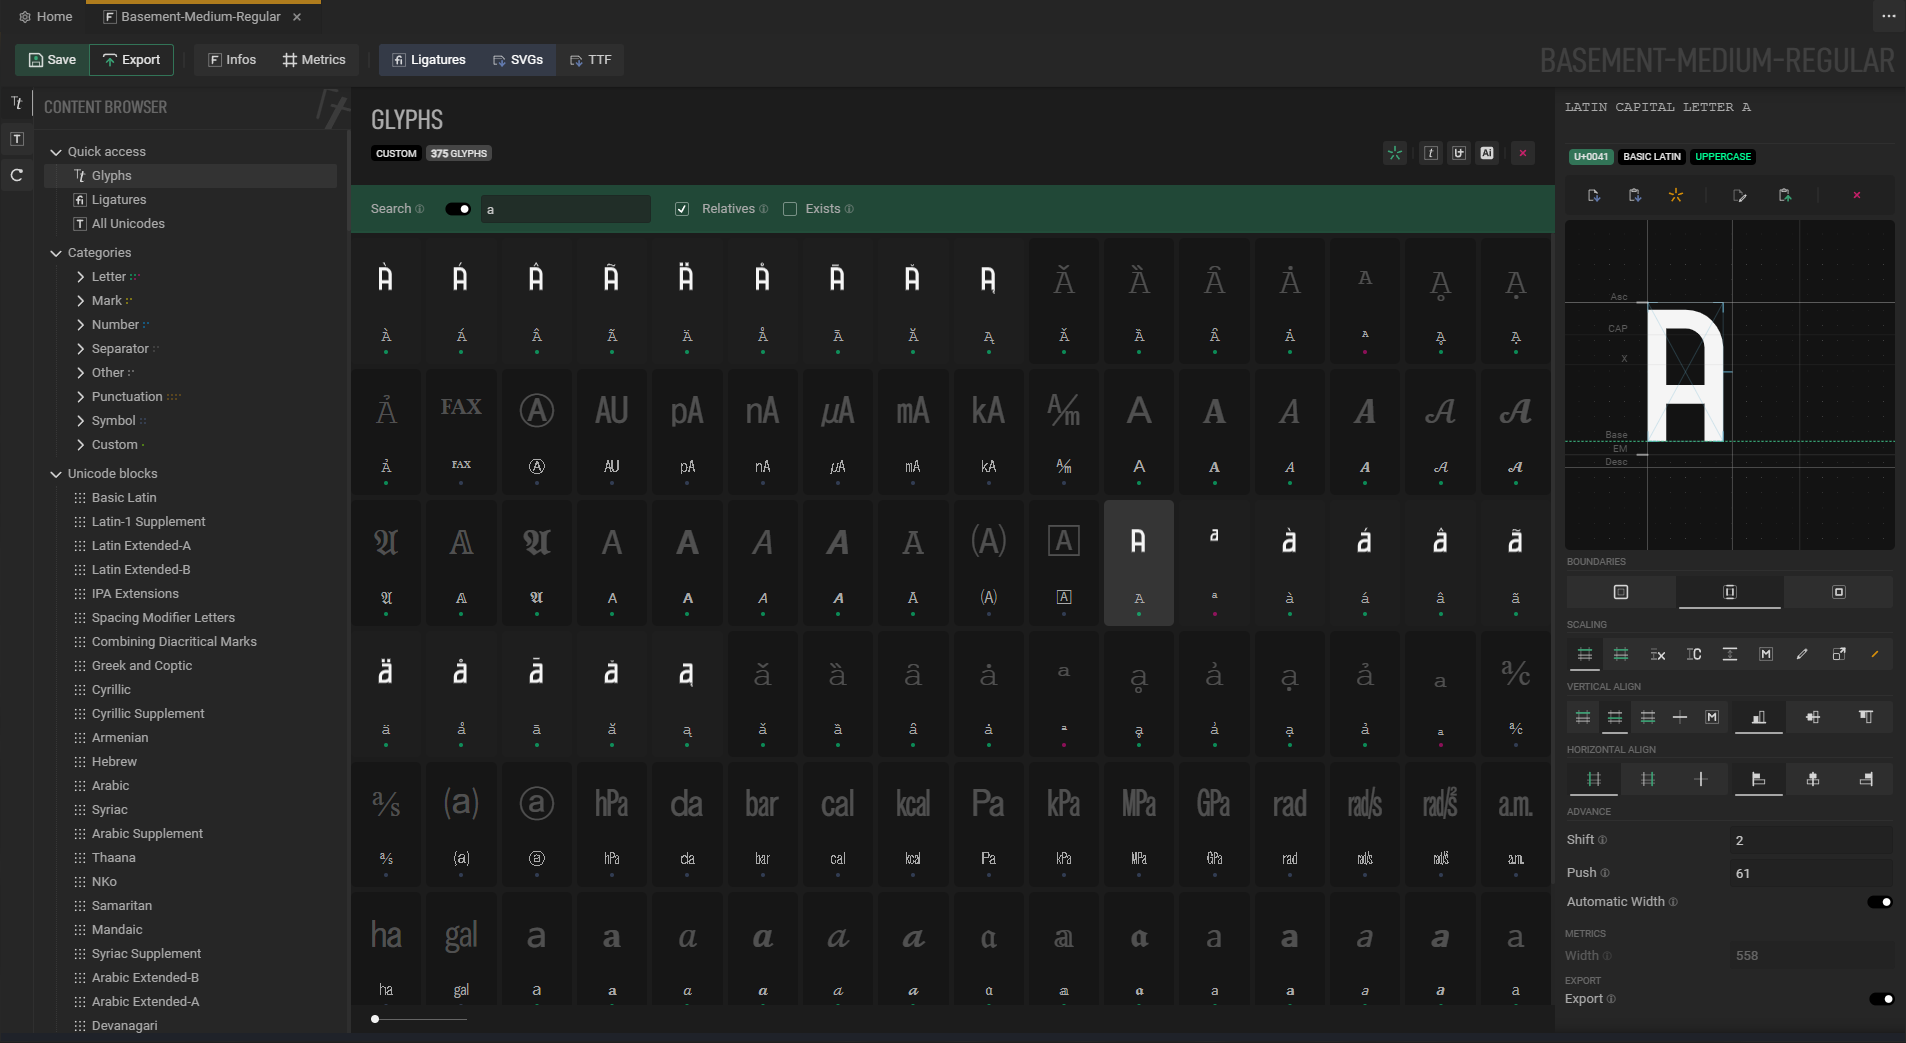 Home
Basement-Medium-Regular
Save
Export
Infos
Metrics
Ligatures
SVGs
TTF
BASEMENT-MEDIUM-REGULAR
CONTENT BROWSER
Quick access
Glyphs
Ligatures
All Unicodes
Categories
Letter
Mark
Number
Separator
Other
Punctuation
Symbol
Custom
Unicode blocks
Basic Latin
Latin-1 Supplement
Latin Extended-A
Latin Extended-B
IPA Extensions
Spacing Modifier Letters
Combining Diacritical Marks
Greek and Coptic
Cyrillic
Cyrillic Supplement
Armenian
Hebrew
Arabic
Syriac
Arabic Supplement
Thaana
NKo
Samaritan
Mandaic
Syriac Supplement
Arabic Extended-B
Arabic Extended-A
Devanagari
GLYPHS
CUSTOM 375 GLYPHS
Search a Relatives Exists
À Á Â Ã Ä Å Ā Ă Ą Ǎ Ȁ Ȃ Ȧ ᴬ Ḁ Ạ
À Á Â Ã Ä Å Ā Ă Ą Ǎ Ȁ Ȃ Ȧ ᴬ Ḁ Ạ
Ả ℻ Ⓐ ㍳ ㎀ ㎁ ㎂ ㎃ ㎄ ㏟ A 𝐀 𝐴 𝑨 𝒜 𝓐
Ả ℻ Ⓐ ㍳ ㎀ ㎁ ㎂ ㎃ ㎄ ㏟ A 𝐀 𝐴 𝑨 𝒜 𝓐
𝔄 𝔸 𝕬 𝖠 𝗔 𝘈 𝘼 𝙰 🄐 🄰 A ª à á â ã
𝔄 𝔸 𝕬 𝖠 𝗔 𝘈 𝘼 𝙰 🄐 🄰 A ª à á â ã
ä å ā ă ą ǎ ȁ ȃ ȧ ᵃ ḁ ả ạ ả ₐ ℀
ä å ā ă ą ǎ ȁ ȃ ȧ ᵃ ḁ ả ạ ả ₐ ℀
℁ ⒜ ⓐ ㍱ ㍲ ㍴ ㎈ ㎉ ㎩ ㎪ ㎫ ㎬ ㎭ ㎮ ㎯ ㏂
℁ ⒜ ⓐ ㍱ ㍲ ㍴ ㎈ ㎉ ㎩ ㎪ ㎫ ㎬ ㎭ ㎮ ㎯ ㏂
㏊ ㏿ a 𝐚 𝑎 𝒂 𝒶 𝓪 𝔞 𝕒 𝖆 𝖺 𝗮 𝘢 𝙖 𝚊
㏊ ㏿ a 𝐚 𝑎 𝒂 𝒶 𝓪 𝔞 𝕒 𝖆 𝖺 𝗮 𝘢 𝙖 𝚊
LATIN CAPITAL LETTER A
U+0041 BASIC LATIN UPPERCASE
Asc
CAP
X
Base
EM
Desc
A
BOUNDARIES
SCALING
VERTICAL ALIGN
HORIZONTAL ALIGN
ADVANCE
Shift 2
Push 61
Automatic Width
METRICS
Width 558
EXPORT
Export